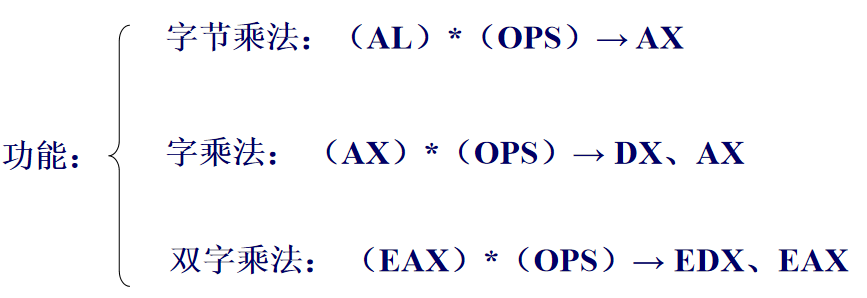 字节乘法：（AL）*（OPS）→ AX
功能：
字乘法：（AX）*（OPS）→ DX、AX
双字乘法：（EAX）*（OPS）→ EDX、EAX